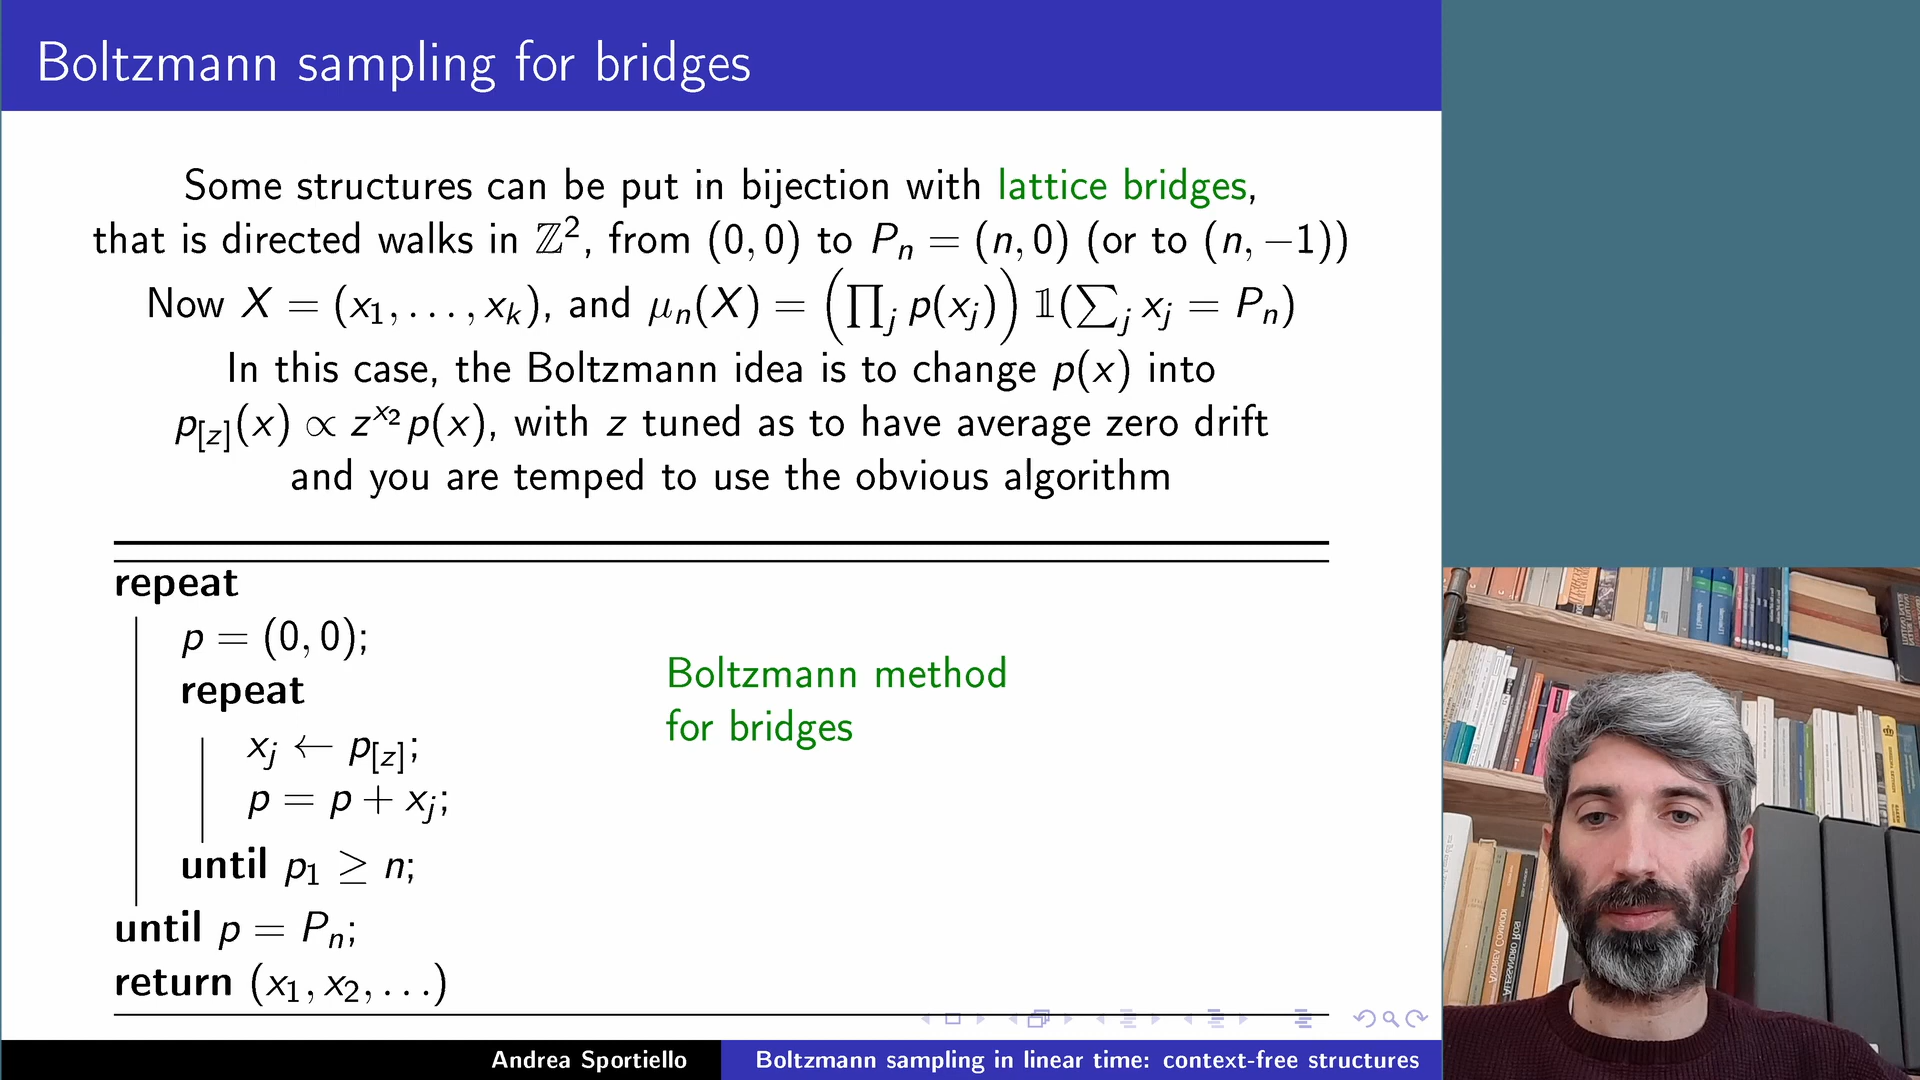 Boltzmann sampling for bridges
Some structures can be put in bijection with lattice bridges,
that is directed walks in ℤ², from (0, 0) to Pₙ = (n, 0) (or to (n, −1))
Now X = (x₁, . . . , xₖ), and μₙ(X) = (∏ⱼ p(xⱼ)) 𝟙(∑ⱼ xⱼ = Pₙ)
In this case, the Boltzmann idea is to change p(x) into
p_[z](x) ∝ z^{x₂} p(x), with z tuned as to have average zero drift
and you are temped to use the obvious algorithm
repeat
p = (0, 0);
repeat
xⱼ ← p_[z];
p = p + xⱼ;
until p₁ ≥ n;
until p = Pₙ;
return (x₁, x₂, . . .)
Boltzmann method
for bridges
Andrea Sportiello
Boltzmann sampling in linear time: context-free structures